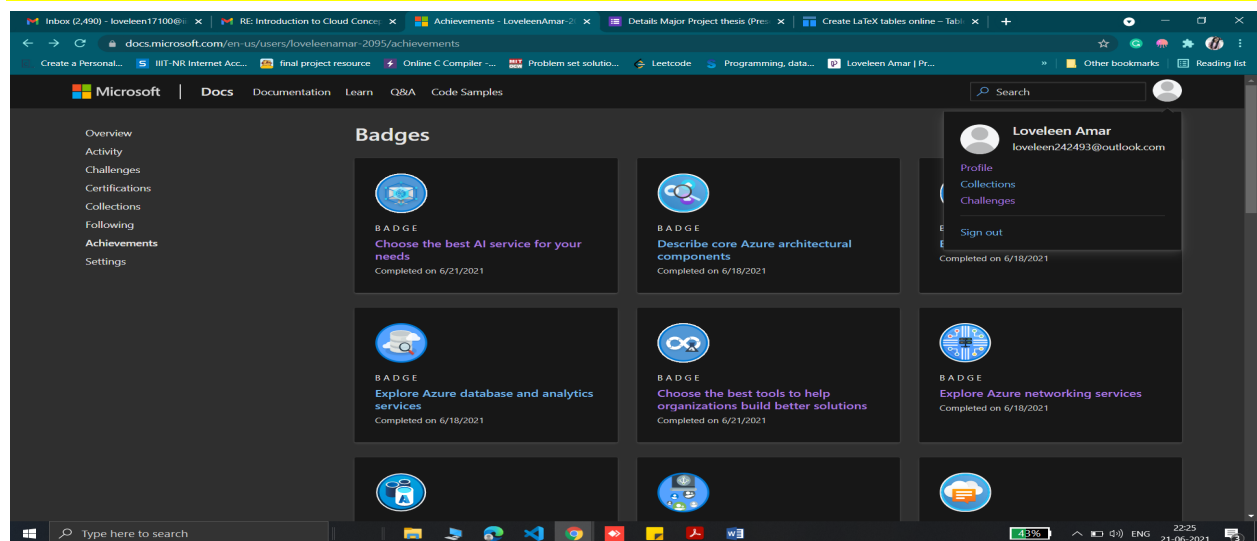 Inbox (2,490) - loveleen17100@ii
RE: Introduction to Cloud Concep
Achievements - LoveleenAmar-2
Details Major Project thesis (Pres
Create LaTeX tables online – Tabl
docs.microsoft.com/en-us/users/loveleenamar-2095/achievements
Create a Personal...
IIIT-NR Internet Acc...
final project resource
Online C Compiler -...
Problem set solutio...
Leetcode
Programming, data...
Loveleen Amar | Pr...
»
Other bookmarks
Reading list
Microsoft
Docs
Documentation
Learn
Q&A
Code Samples
Search
Overview
Activity
Challenges
Certifications
Collections
Following
Achievements
Settings
Badges
Loveleen Amar
loveleen242493@outlook.com
Profile
Collections
Challenges
Sign out
BADGE
Choose the best AI service for your
needs
Completed on 6/21/2021
BADGE
Describe core Azure architectural
components
Completed on 6/18/2021
Completed on 6/18/2021
BADGE
Explore Azure database and analytics
services
Completed on 6/18/2021
BADGE
Choose the best tools to help
organizations build better solutions
Completed on 6/21/2021
BADGE
Explore Azure networking services
Completed on 6/18/2021
Type here to search
43%
ENG
22:25
21-06-2021
3